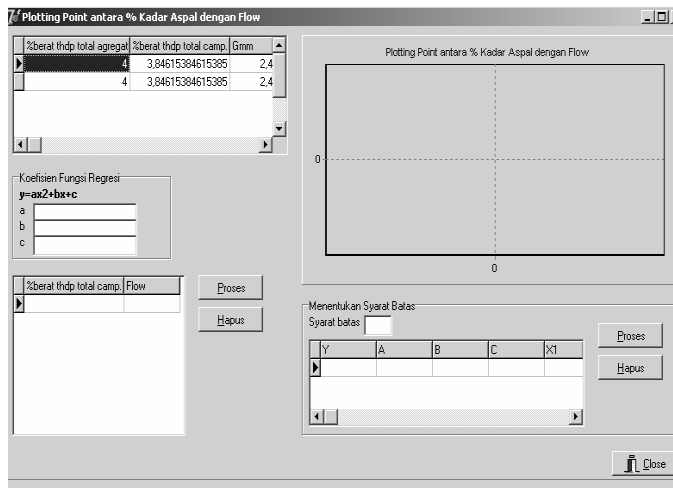 Plotting Point antara % Kadar Aspal dengan Flow
%berat thdp total agregat %berat thdp total camp. Gmm
4 3,84615384615385 2,4
4 3,84615384615385 2,4
Koefisien Fungsi Regresi
y=ax2+bx+c
a
b
c
%berat thdp total camp. Flow
Proses
Hapus
Plotting Point antara % Kadar Aspal dengan Flow
0
0
Menentukan Syarat Batas
Syarat batas
Y A B C X1
Proses
Hapus
Close